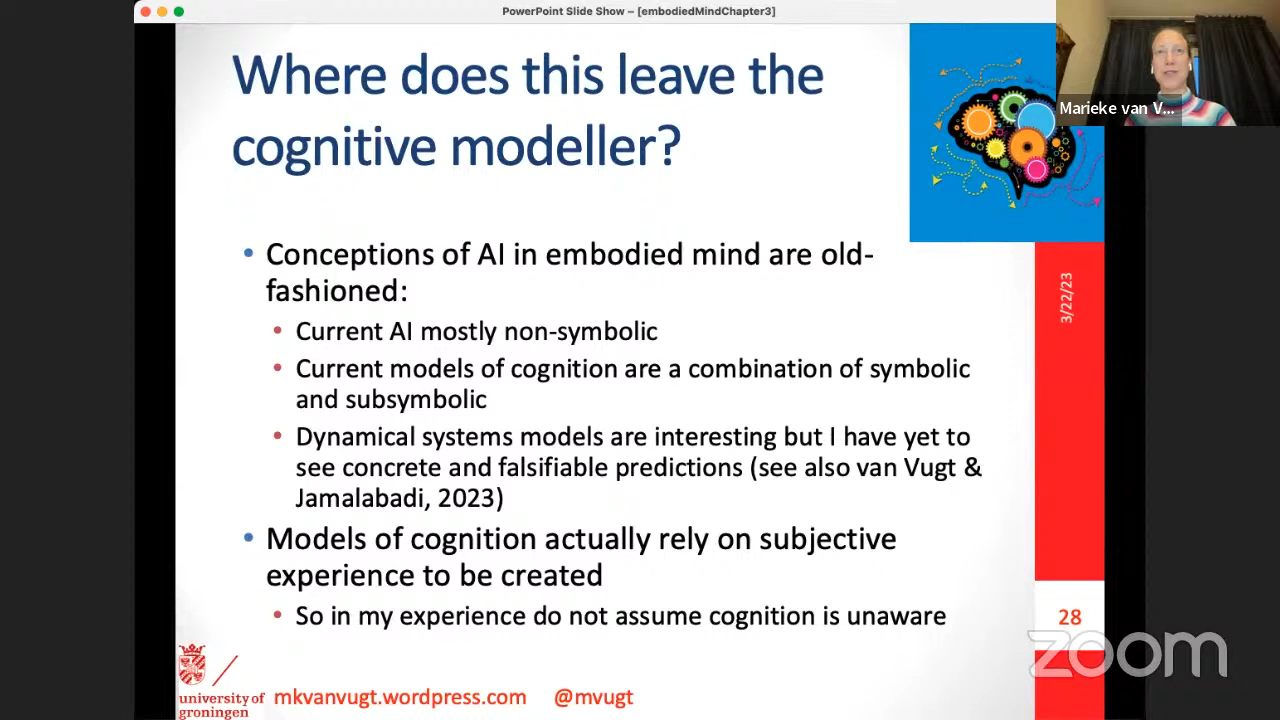 PowerPoint Slide Show – [embodiedMindChapter3]
Marieke van V...
Where does this leave the
cognitive modeller?
• Conceptions of AI in embodied mind are old-
fashioned:
• Current AI mostly non-symbolic
• Current models of cognition are a combination of symbolic
and subsymbolic
• Dynamical systems models are interesting but I have yet to
see concrete and falsifiable predictions (see also van Vugt &
Jamalabadi, 2023)
• Models of cognition actually rely on subjective
experience to be created
• So in my experience do not assume cognition is unaware
3/22/23
28
zoom
university of
groningen
mkvanvugt.wordpress.com @mvugt